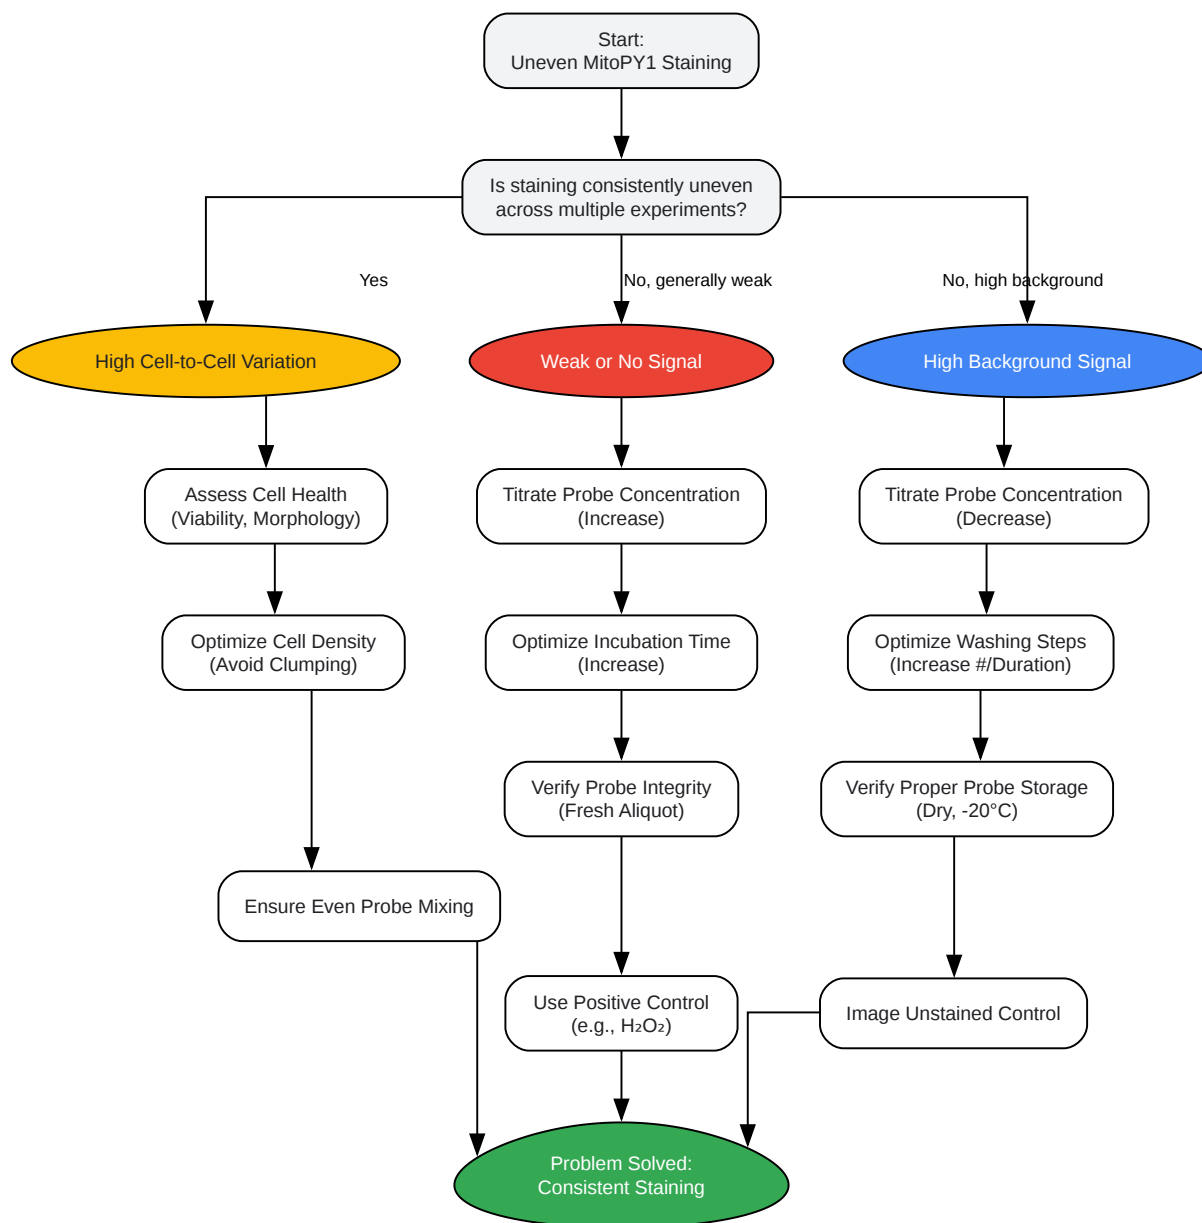 Start:
Uneven MitoPY1 Staining
Is staining consistently uneven
across multiple experiments?
Yes
No, generally weak
No, high background
High Cell-to-Cell Variation
Weak or No Signal
High Background Signal
Assess Cell Health
(Viability, Morphology)
Titrate Probe Concentration
(Increase)
Titrate Probe Concentration
(Decrease)
Optimize Cell Density
(Avoid Clumping)
Optimize Incubation Time
(Increase)
Optimize Washing Steps
(Increase #/Duration)
Verify Probe Integrity
(Fresh Aliquot)
Verify Proper Probe Storage
(Dry, -20°C)
Ensure Even Probe Mixing
Use Positive Control
(e.g., H₂O₂)
Image Unstained Control
Problem Solved:
Consistent Staining